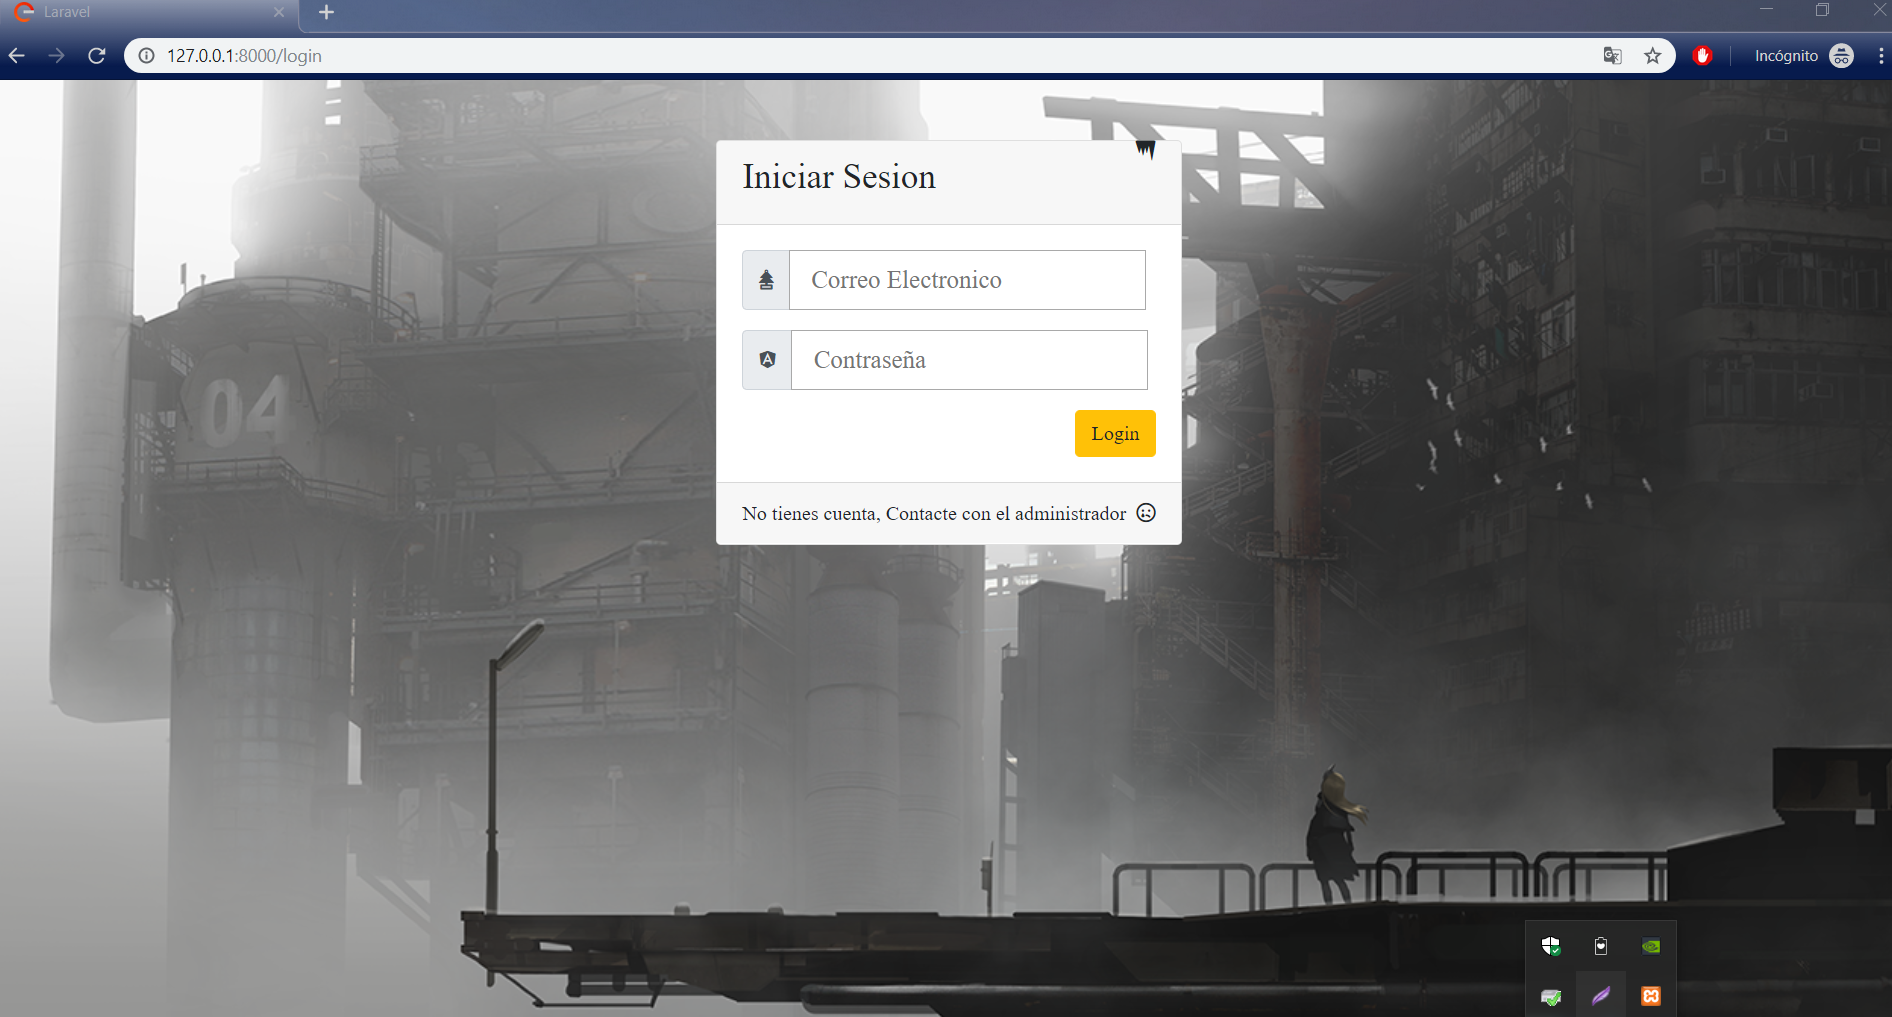 Laravel
127.0.0.1:8000/login
Incógnito
Iniciar Sesion
Correo Electronico
Contraseña
Login
No tienes cuenta, Contacte con el administrador
04